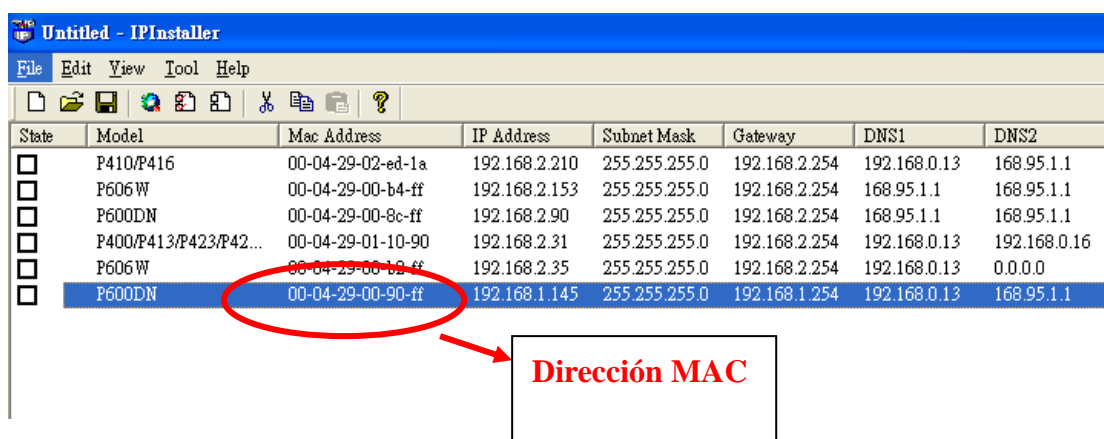 Untitled - IPInstaller
File Edit View Tool Help
State Model Mac Address IP Address Subnet Mask Gateway DNS1 DNS2
P410/P416 00-04-29-02-ed-1a 192.168.2.210 255.255.255.0 192.168.2.254 192.168.0.13 168.95.1.1
P606W 00-04-29-00-b4-ff 192.168.2.153 255.255.255.0 192.168.2.254 168.95.1.1 168.95.1.1
P600DN 00-04-29-00-8c-ff 192.168.2.90 255.255.255.0 192.168.2.254 168.95.1.1 168.95.1.1
P400/P413/P423/P42... 00-04-29-01-10-90 192.168.2.31 255.255.255.0 192.168.2.254 192.168.0.13 192.168.0.16
P606W 192.168.2.35 255.255.255.0 192.168.2.254 192.168.0.13 0.0.0.0
P600DN 00-04-29-00-90-ff 192.168.1.145 255.255.255.0 192.168.1.254 192.168.0.13 168.95.1.1
Dirección MAC